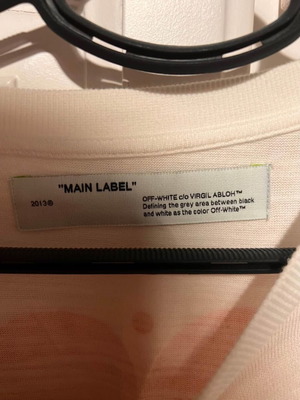 "MAIN LABEL"
2013®
OFF-WHITE c/o VIRGIL ABLOH™
Defining the grey area between black
and white as the color Off-White™